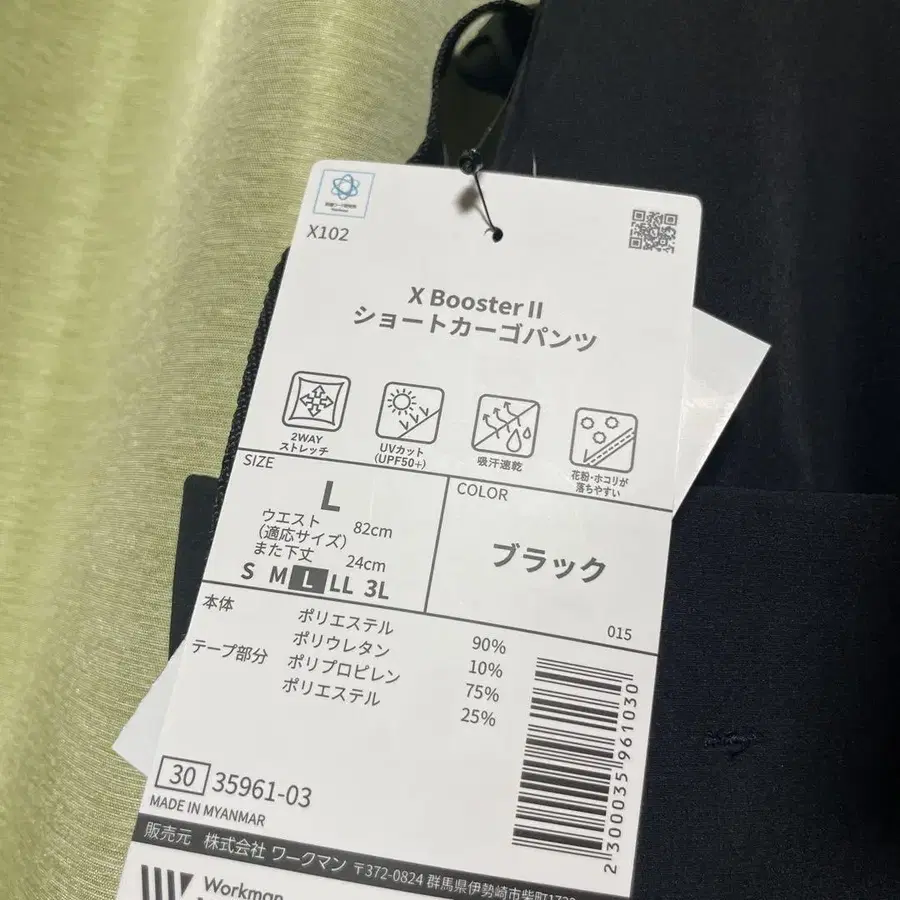 X102
X Booster II
ショートカーゴパンツ
2WAY
ストレッチ
UVカット
(UPF50+)
吸汗速乾
花粉・ホコリが
落ちやすい
SIZE
L
ウエスト
(適応サイズ) 82cm
また下丈 24cm
S M L LL 3L
COLOR
ブラック
015
本体 ポリエステル 90%
ポリウレタン 10%
テープ部分 ポリプロピレン 75%
ポリエステル 25%
30 35961-03
MADE IN MYANMAR
2300035961030
販売元 株式会社 ワークマン 〒372-0824 群馬県伊勢崎市柴町
Workman